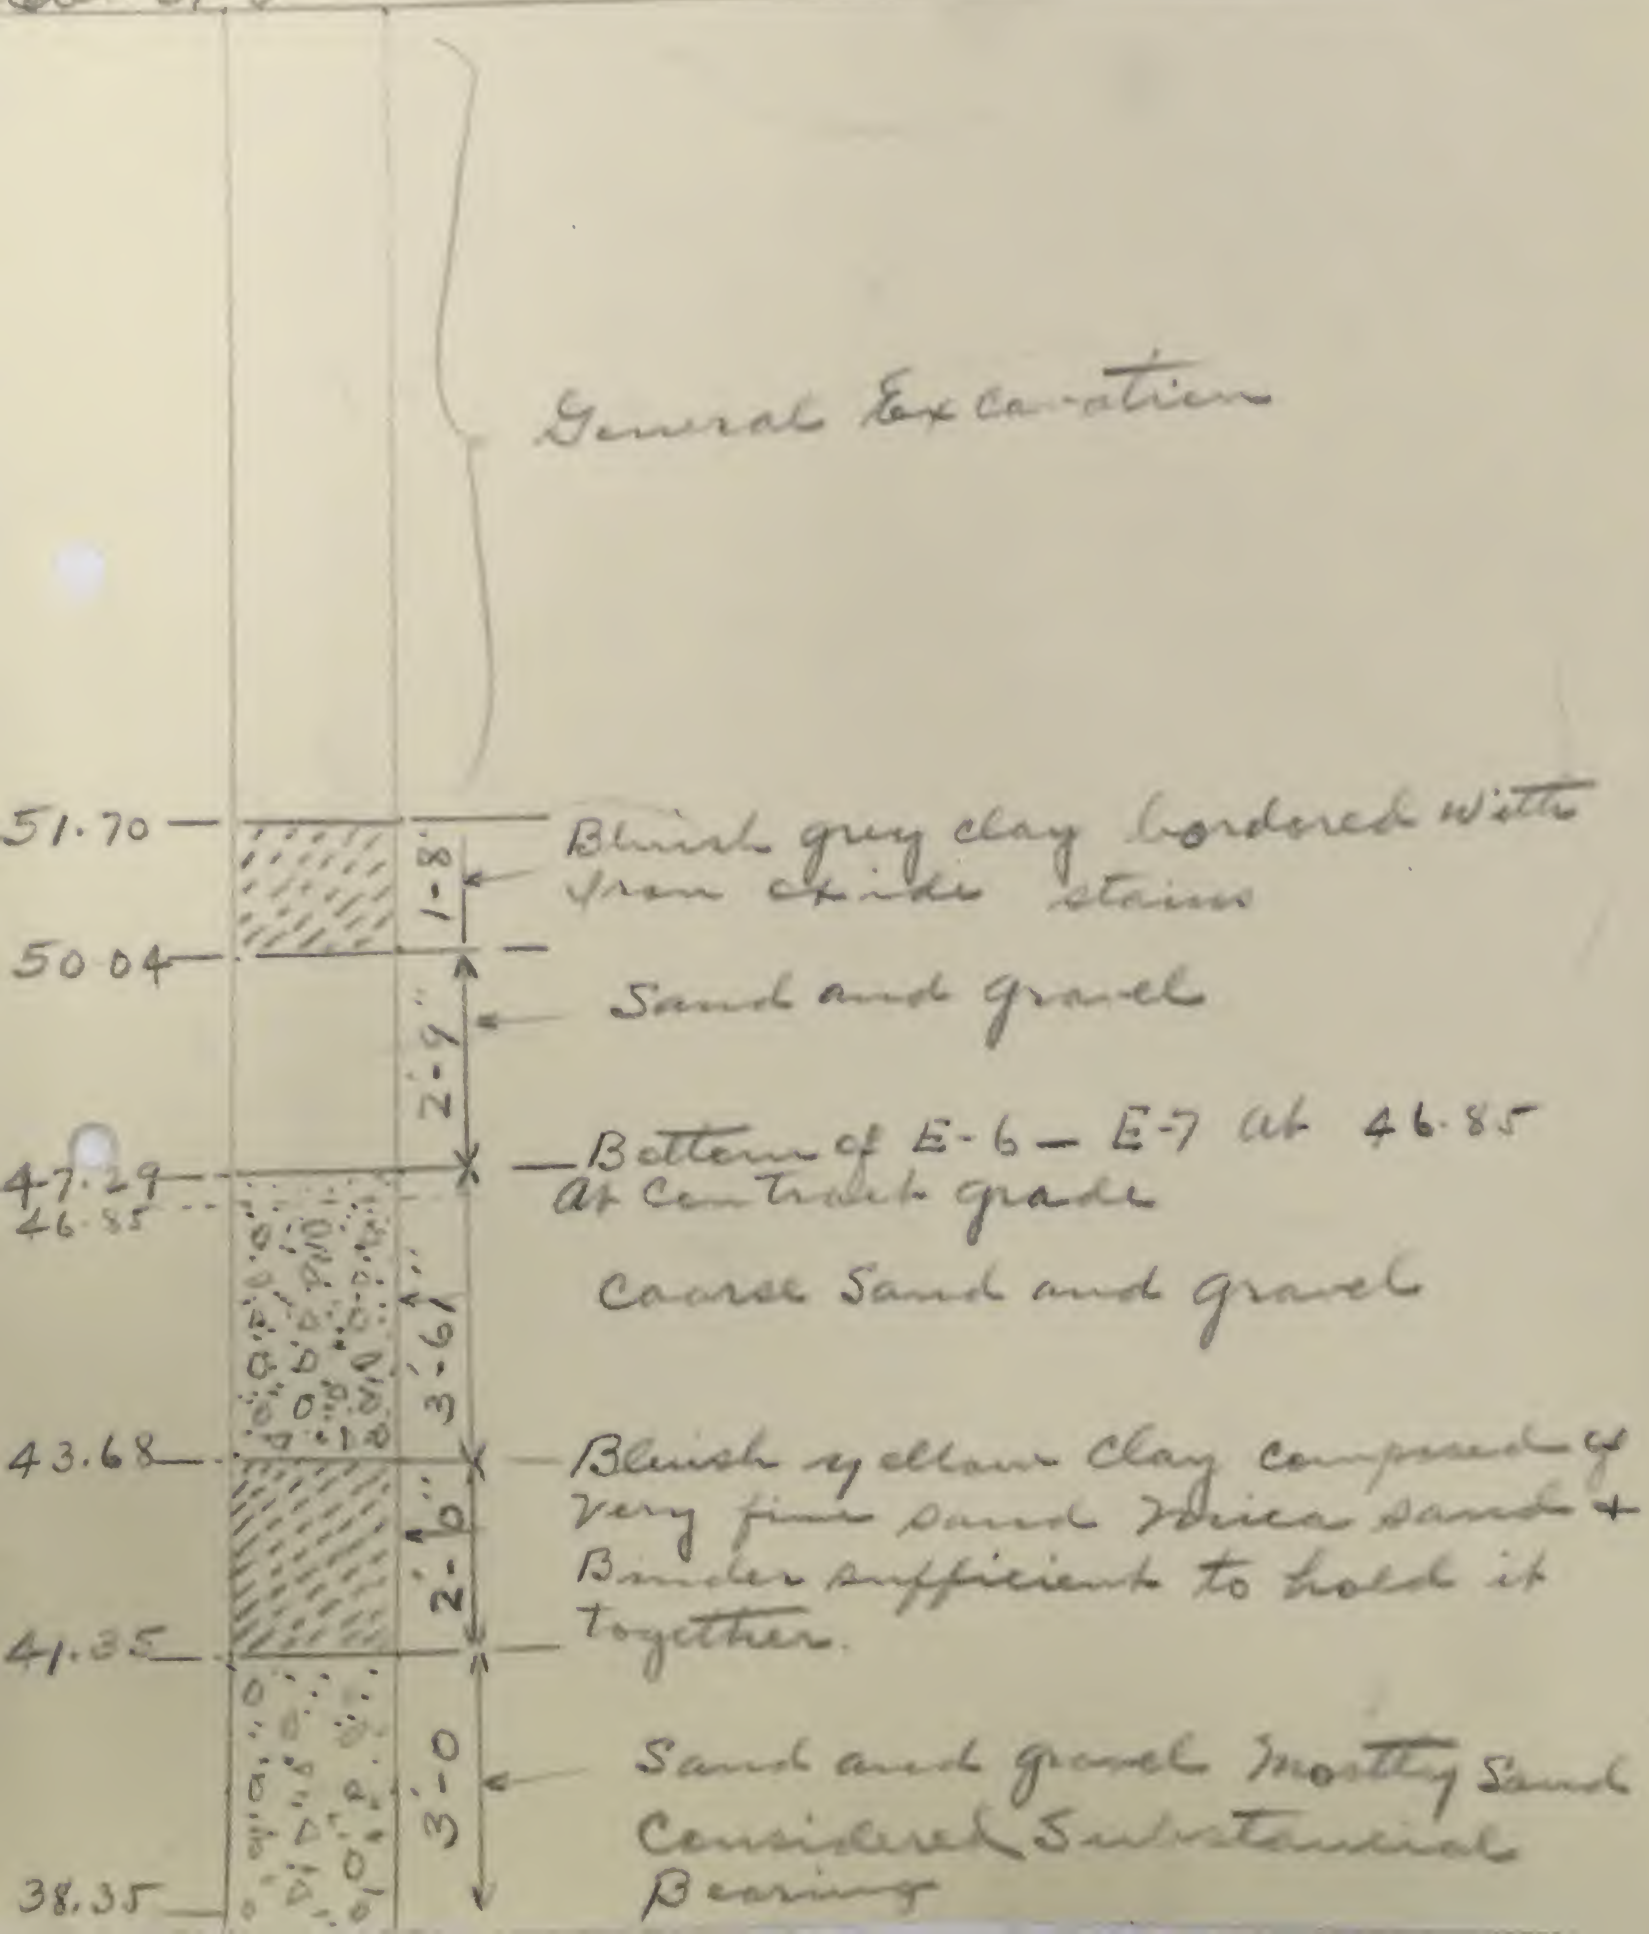 General Excavation
51.70
1'-8"
Bluish grey clay bordered with
Iron oxide stains
50.04
2'-9"
Sand and gravel
47.29
Bottom of E-6 — E-7 at 46.85
46.85
At Contract grade
3'-6
Coarse Sand and gravel
43.68
Bluish yellow Clay composed of
Very fine sand Mica sand +
2'-
Binder sufficient to hold it
together.
41.35
3'-0
Sand and gravel Mostly Sand
Considered Substancial
Bearing
38.35